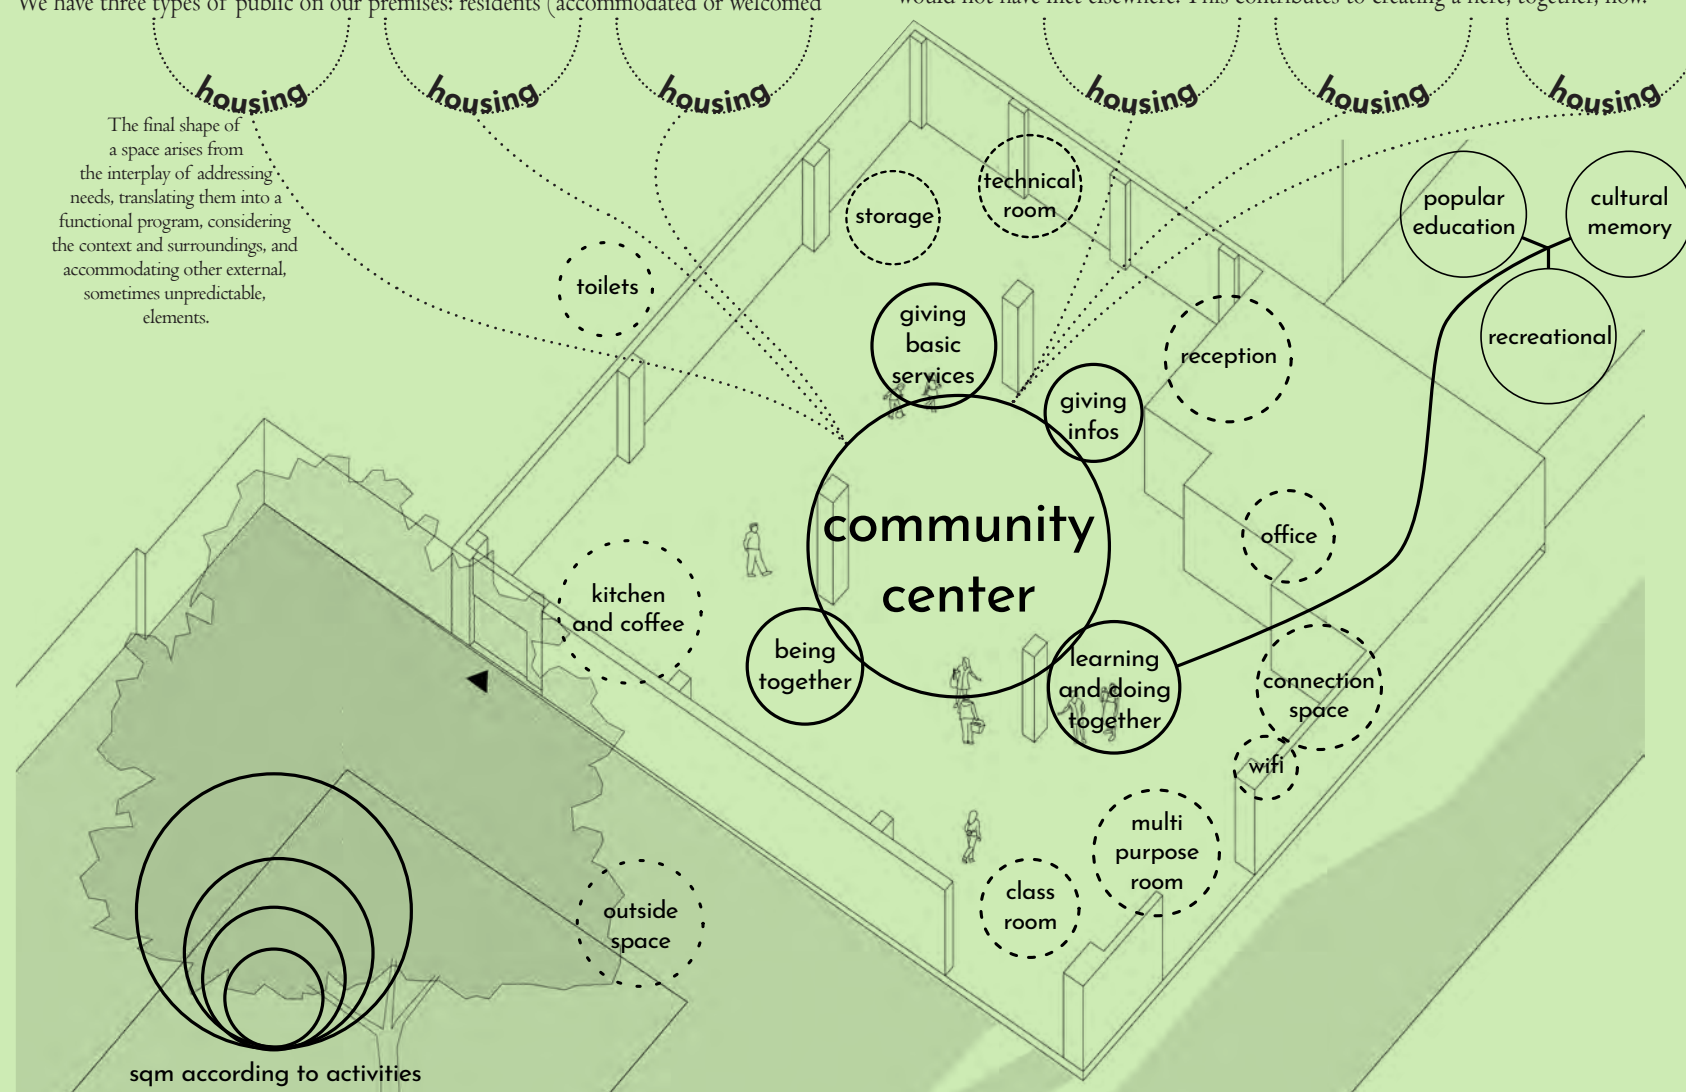 We have three types of public on our premises: residents (accommodated or welcomed
would not have met elsewhere. This contributes to creating a here, together, now.
housing
housing
housing
housing
housing
housing
The final shape of
a space arises from
the interplay of addressing
needs, translating them into a
functional program, considering
the context and surroundings, and
accommodating other external,
sometimes unpredictable,
elements.
storage
technical
room
popular
education
cultural
memory
recreational
toilets
giving
basic
services
reception
giving
infos
community
center
office
kitchen
and coffee
being
together
learning
and doing
together
connection
space
wifi
multi
purpose
room
class
room
outside
space
sqm according to activities